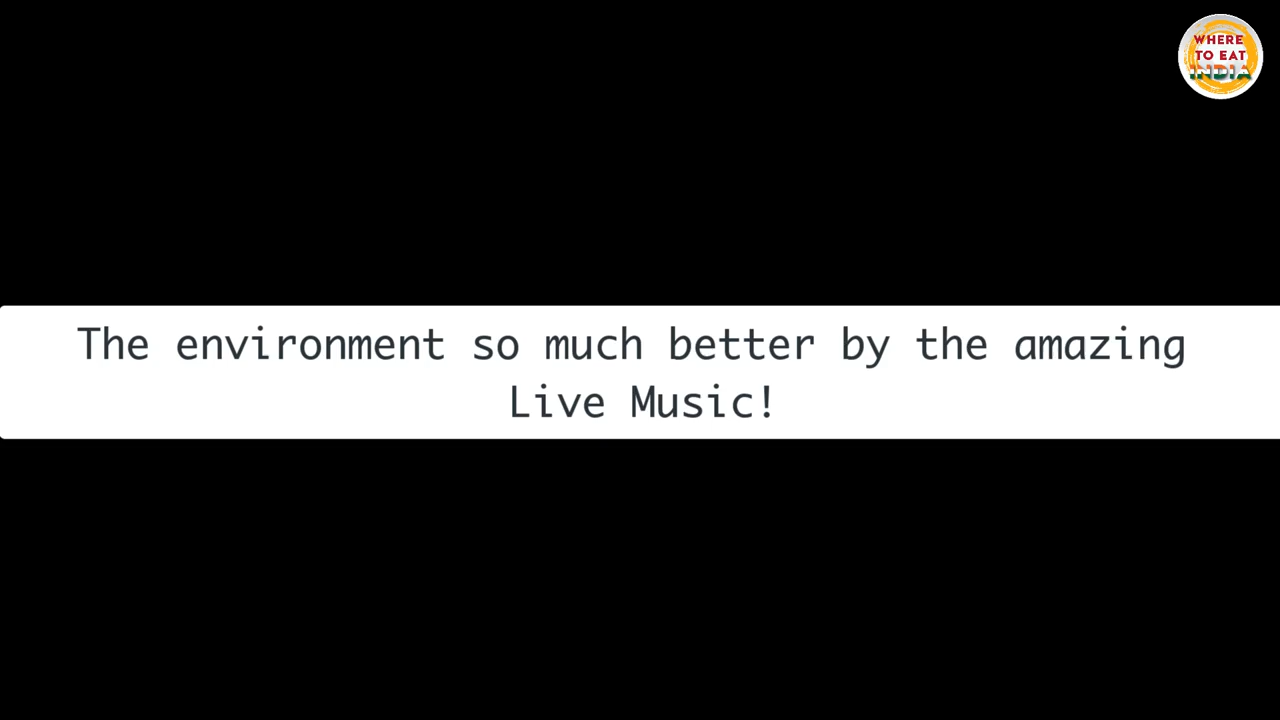 WHERE
TO EAT
INDIA
The environment so much better by the amazing
Live Music!